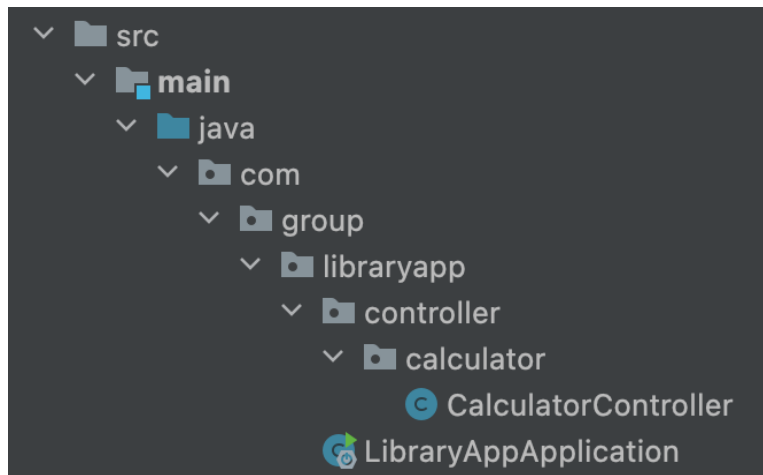 src
main
java
com
group
libraryapp
controller
calculator
CalculatorController
LibraryAppApplication